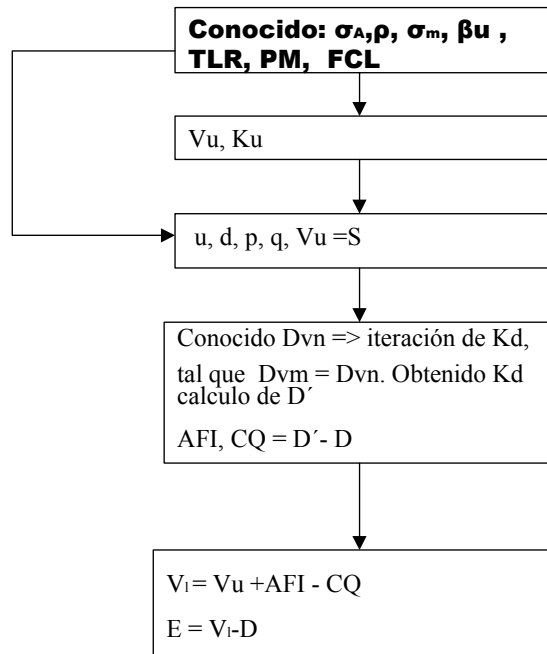 Conocido: σA,ρ, σm, βu ,
TLR, PM, FCL
Vu, Ku
u, d, p, q, Vu =S
Conocido Dvn => iteración de Kd,
tal que Dvm = Dvn. Obtenido Kd
calculo de D´
AFI, CQ = D´- D
Vl = Vu +AFI - CQ
E = Vl-D